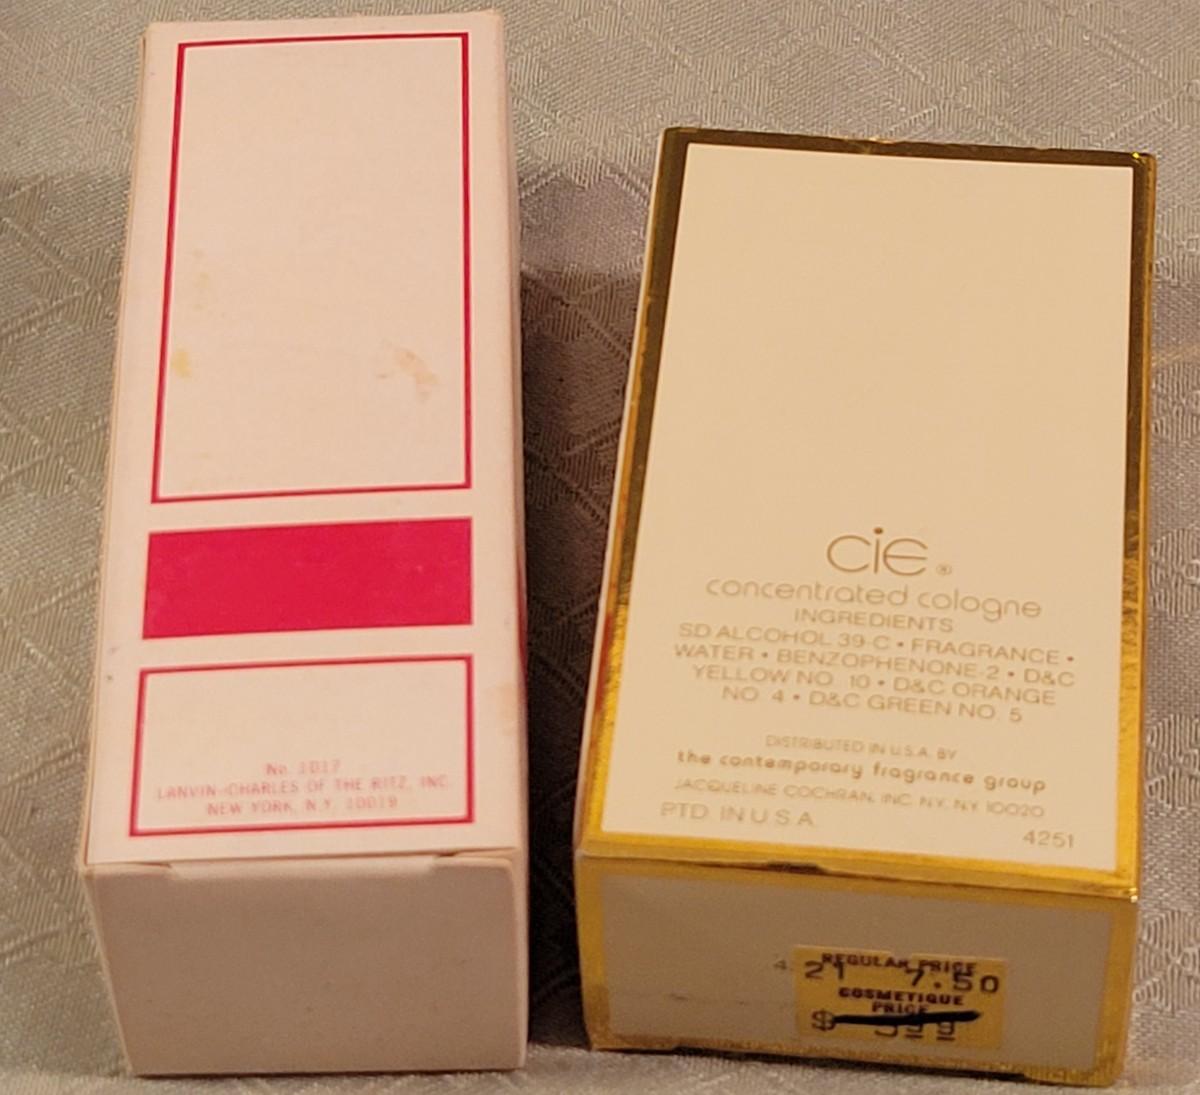 No. 1017
LANVIN-CHARLES OF THE RITZ, INC.
NEW YORK, N.Y. 10019
ciE®
concentrated cologne
INGREDIENTS
SD ALCOHOL 39-C • FRAGRANCE •
WATER • BENZOPHENONE-2 • D&C
YELLOW NO. 10 • D&C ORANGE
NO. 4 • D&C GREEN NO. 5
DISTRIBUTED IN U.S.A. BY
the contemporary fragrance group
JACQUELINE COCHRAN, INC. N.Y. N.Y. 10020
PTD. IN U S A
4251
REGULAR PRICE
21 7.50
COSMETIQUE
PRICE
$